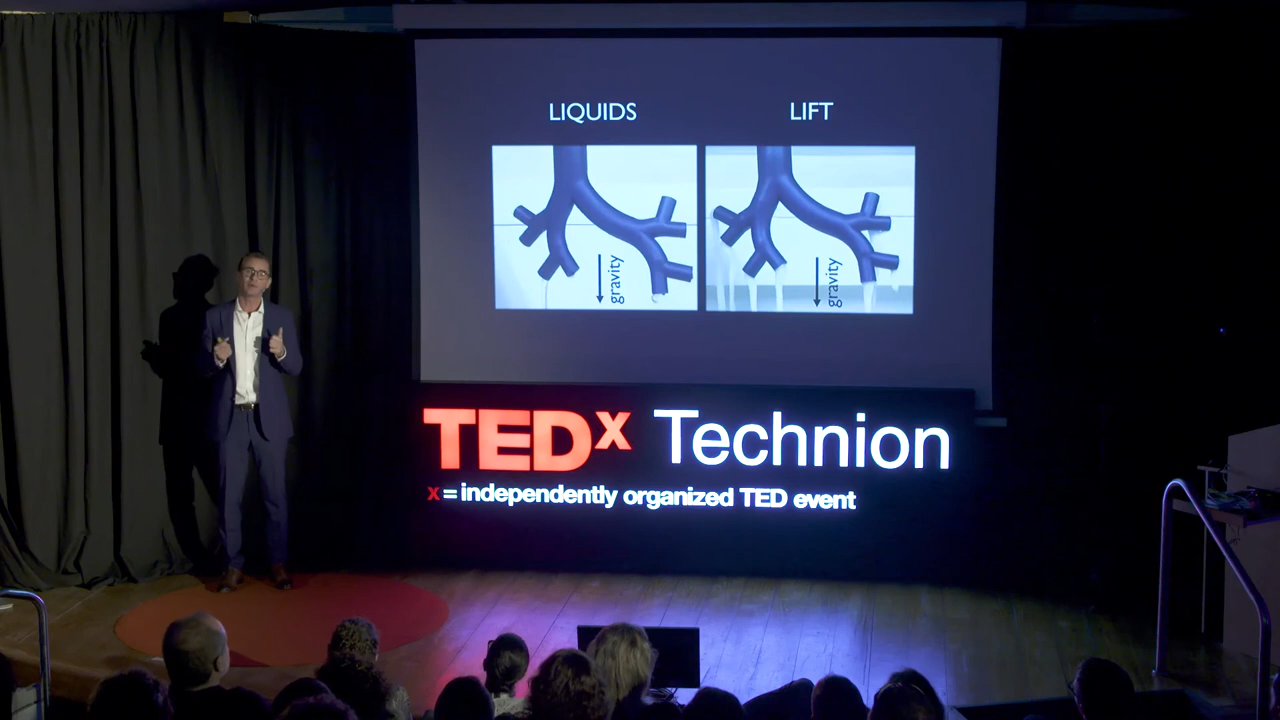 LIQUIDS
LIFT
gravity
gravity
TEDx Technion
x = independently organized TED event